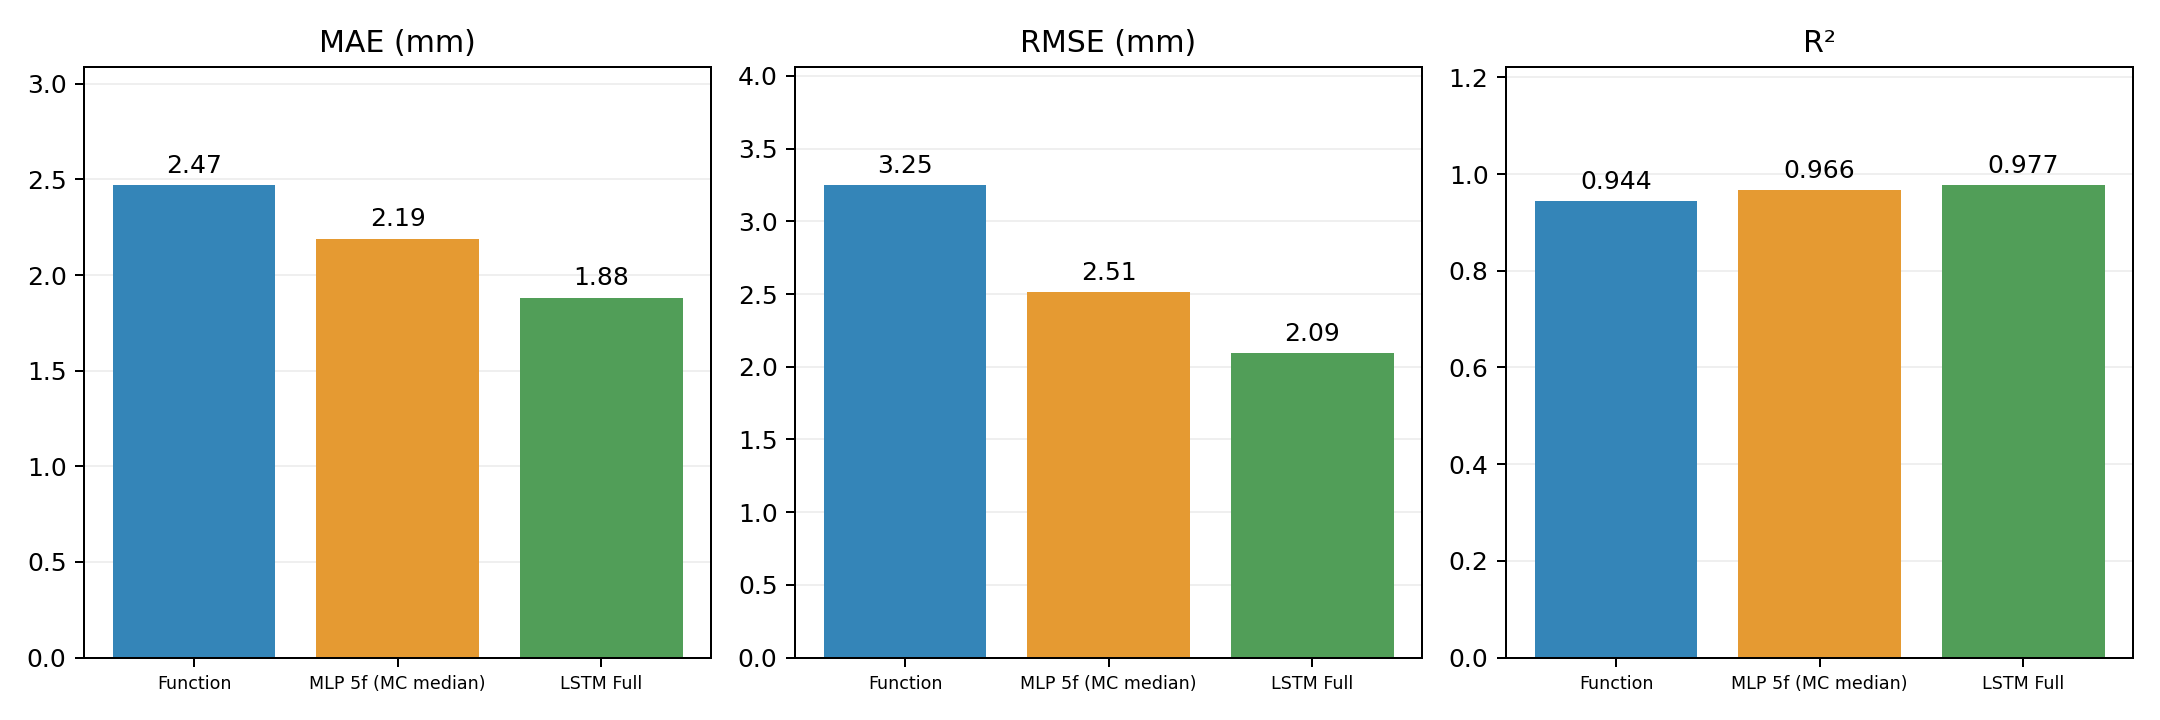 MAE (mm)
3.0
2.5
2.0
1.5
1.0
0.5
0.0
2.47
2.19
1.88
Function
MLP 5f (MC median)
LSTM Full
RMSE (mm)
4.0
3.5
3.0
2.5
2.0
1.5
1.0
0.5
0.0
3.25
2.51
2.09
Function
MLP 5f (MC median)
LSTM Full
R²
1.2
1.0
0.8
0.6
0.4
0.2
0.0
0.944
0.966
0.977
Function
MLP 5f (MC median)
LSTM Full